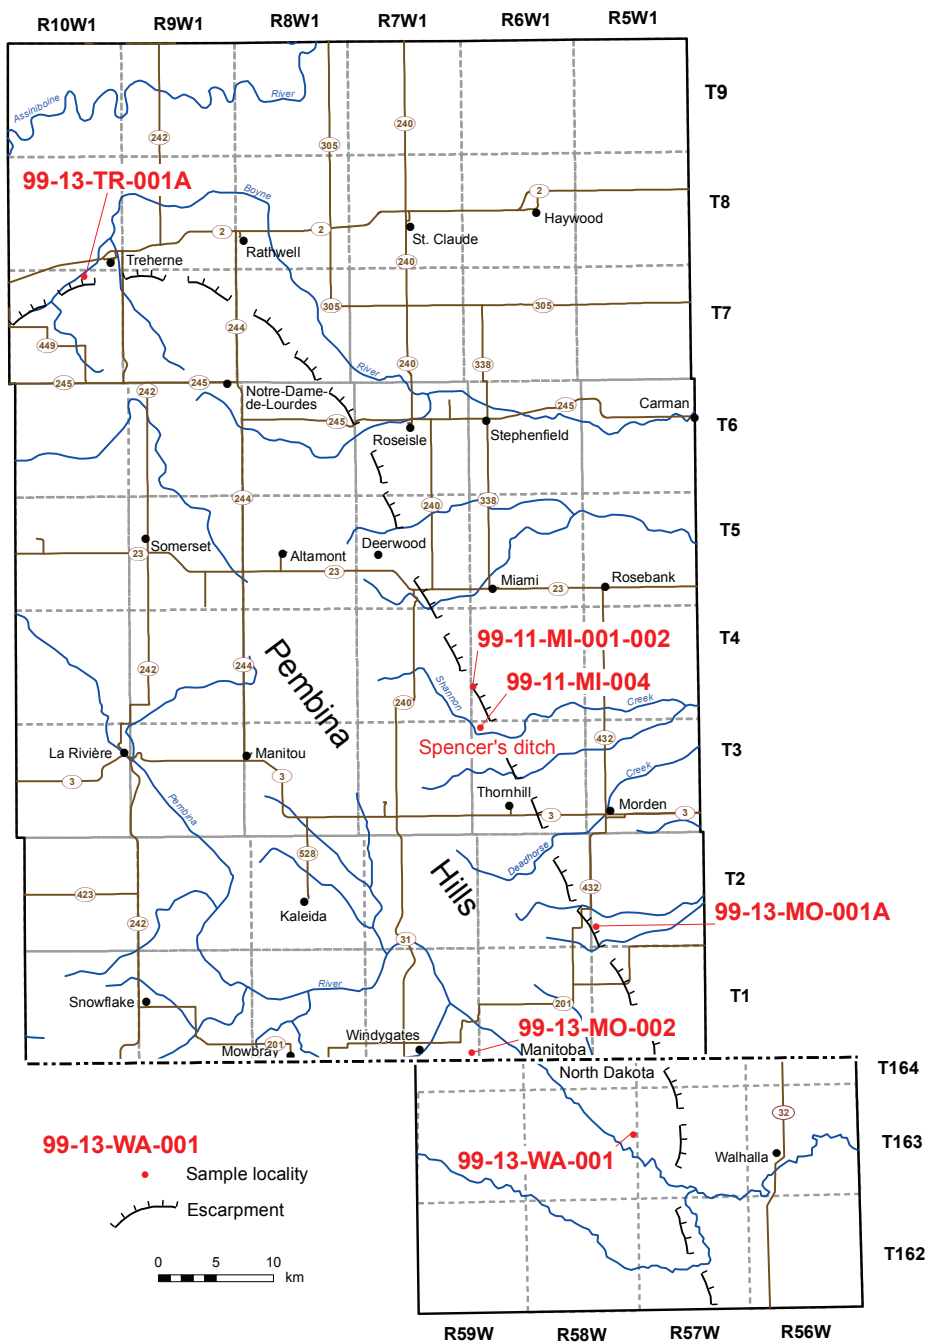 R10W1 R9W1 R8W1 R7W1 R6W1 R5W1
T9
Assiniboine River
242 305 240
99-13-TR-001A
Boyne
2
T8
Haywood
2 2
St. Claude
Rathwell
Treherne
240
305 305
T7
244
449
River
240 338
245 242 245
Notre-Dame-
de-Lourdes
245
Carman
245
Roseisle
Stephenfield
T6
244 240 338
T5
Somerset
Altamont
Deerwood
23 23
Miami
23
Rosebank
T4
99-11-MI-001-002
Pembina
242 244
Shannon
99-11-MI-004
240
Creek
Spencer's ditch
432
T3
La Rivière
Manitou
Creek
3 3
Thornhill
Morden
Pembina
3 3
528
Deadhorse
Hills
T2
423
Kaleida
432
99-13-MO-001A
242
31
River
T1
Snowflake
201
Windygates
99-13-MO-002
201
Mowbray
Manitoba
North Dakota
T164
32
99-13-WA-001
T163
99-13-WA-001
Walhalla
Sample locality
Escarpment
T162
0 5 10
km
R59W R58W R57W R56W